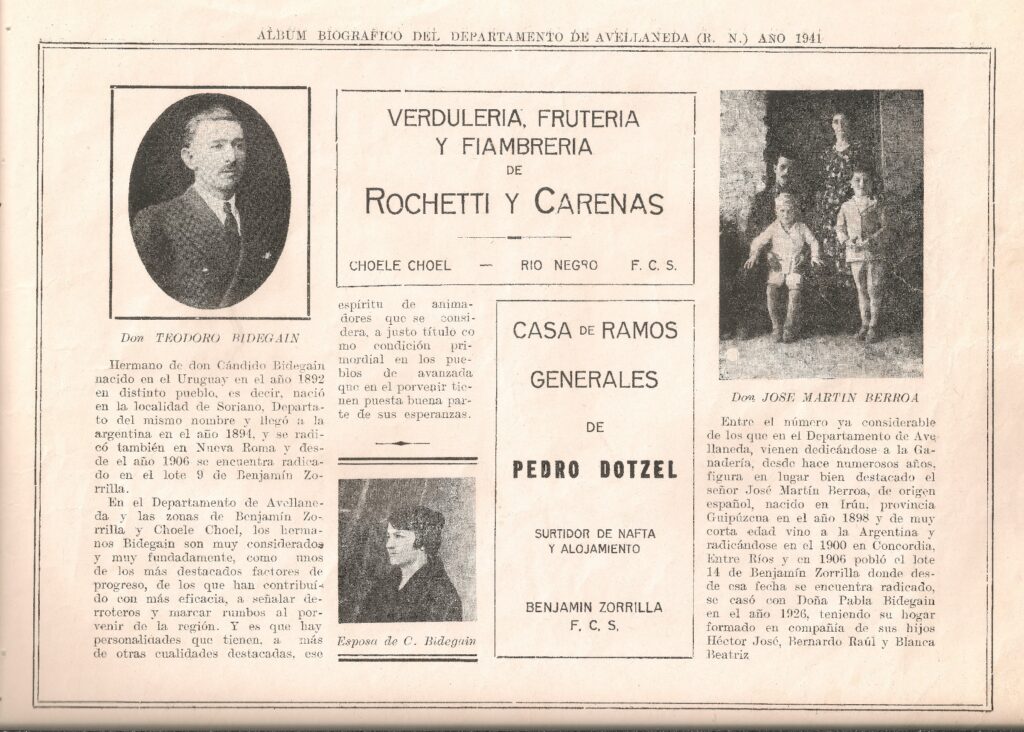 ALBUM BIOGRAFICO DEL DEPARTAMENTO DE AVELLANEDA (R. N.) AÑO 1941
Don TEODORO BIDEGAIN
Hermano de don Cándido Bidegain
nacido en el Uruguay en el año 1892
en distinto pueblo, es decir, nació
en la localidad de Soriano, Departa-
to del mismo nombre y llegó a la
argentina en el año 1894, y se radi-
có también en Nueva Roma y des-
de el año 1906 se encuentra radica-
do en el lote 9 de Benjamín Zo-
rrilla.
En el Departamento de Avellane-
da y las zonas de Benjamín Zo-
rrilla y Choele Choel, los herma-
nos Bidegain son muy considerados
y muy fundadamente, como unos
de los más destacados factores de
progreso, de los que han contribuí-
do con más eficacia, a señalar de-
rroteros y marcar rumbos al por-
venir de la región. Y es que hay
personalidades que tienen, a más
de otras cualidades destacadas, ese
VERDULERIA, FRUTERIA
Y FIAMBRERIA
DE
ROCHETTI Y CARENAS
CHOELE CHOEL — RIO NEGRO F. C. S.
espíritu de anima-
dores que se consi-
dera, a justo título co
mo condición pri-
mordial en los pue-
blos de avanzada
que en el porvenir tie-
nen puesta buena par-
te de sus esperanzas.
Esposa de C. Bidegain
CASA DE RAMOS
GENERALES
DE
PEDRO DOTZEL
SURTIDOR DE NAFTA
Y ALOJAMIENTO
BENJAMIN ZORRILLA
F. C. S.
Don JOSE MARTIN BERROA
Entre el número ya considerable
de los que en el Departamento de Ave
llaneda, vienen dedicándose a la Ga-
nadería, desde hace numerosos años,
figura en lugar bien destacado el
señor José Martín Berroa, de origen
español, nacido en Irún, provincia
Guipúzcna en el año 1898 y de muy
corta edad vino a la Argentina y
radicándose en el 1900 en Concordia,
Entre Ríos y en 1906 pobló el lote
14 de Benjamín Zorrilla donde des-
de esa fecha se encuentra radicado,
se casó con Doña Pabla Bidegain
en el año 1926, teniendo su hogar
formado en compañía de sus hijos
Héctor José, Bernardo Raúl y Blanca
Beatriz